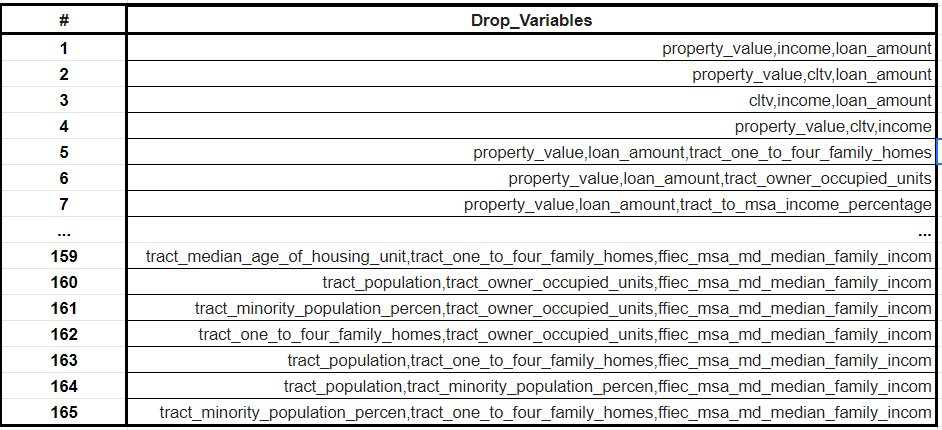 # Drop_Variables
1 property_value,income,loan_amount
2 property_value,cltv,loan_amount
3 cltv,income,loan_amount
4 property_value,cltv,income
5 property_value,loan_amount,tract_one_to_four_family_homes
6 property_value,loan_amount,tract_owner_occupied_units
7 property_value,loan_amount,tract_to_msa_income_percentage
... ...
159 tract_median_age_of_housing_unit,tract_one_to_four_family_homes,ffiec_msa_md_median_family_incom
160 tract_population,tract_owner_occupied_units,ffiec_msa_md_median_family_incom
161 tract_minority_population_percen,tract_owner_occupied_units,ffiec_msa_md_median_family_incom
162 tract_one_to_four_family_homes,tract_owner_occupied_units,ffiec_msa_md_median_family_incom
163 tract_population,tract_one_to_four_family_homes,ffiec_msa_md_median_family_incom
164 tract_population,tract_minority_population_percen,ffiec_msa_md_median_family_incom
165 tract_minority_population_percen,tract_one_to_four_family_homes,ffiec_msa_md_median_family_incom